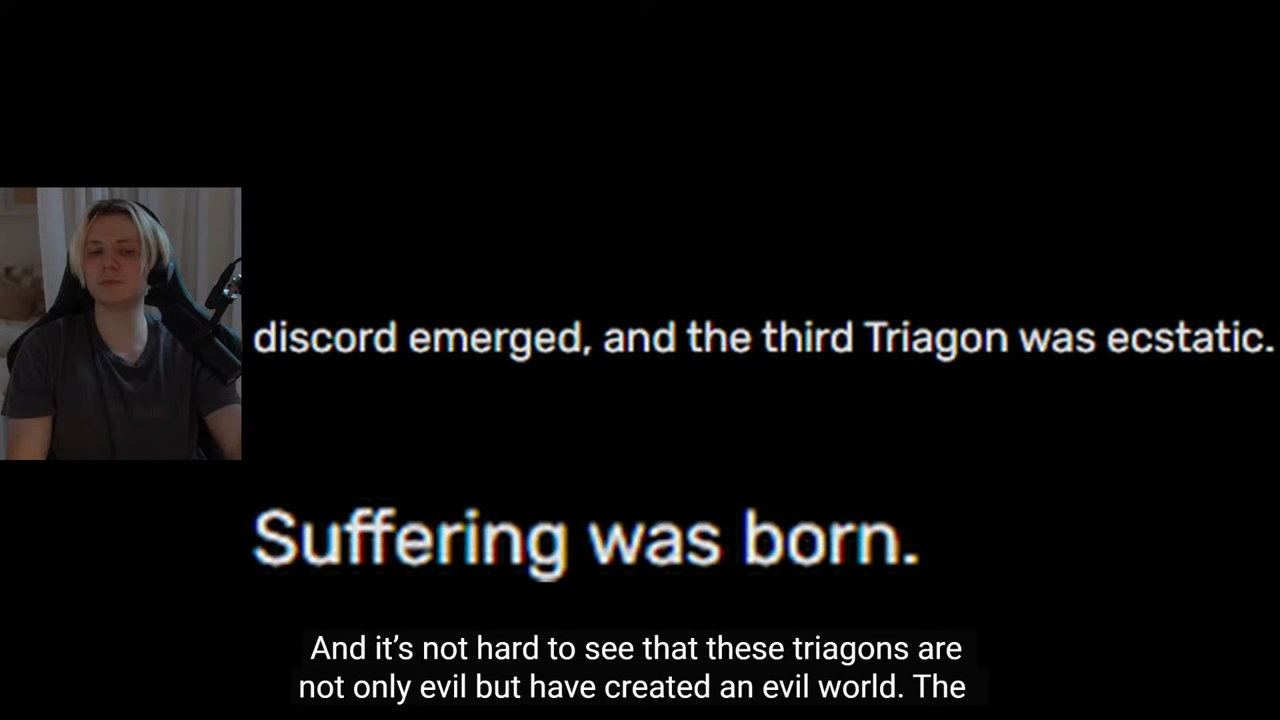 discord emerged, and the third Triagon was ecstatic.
Suffering was born.
And it’s not hard to see that these triagons are
not only evil but have created an evil world. The